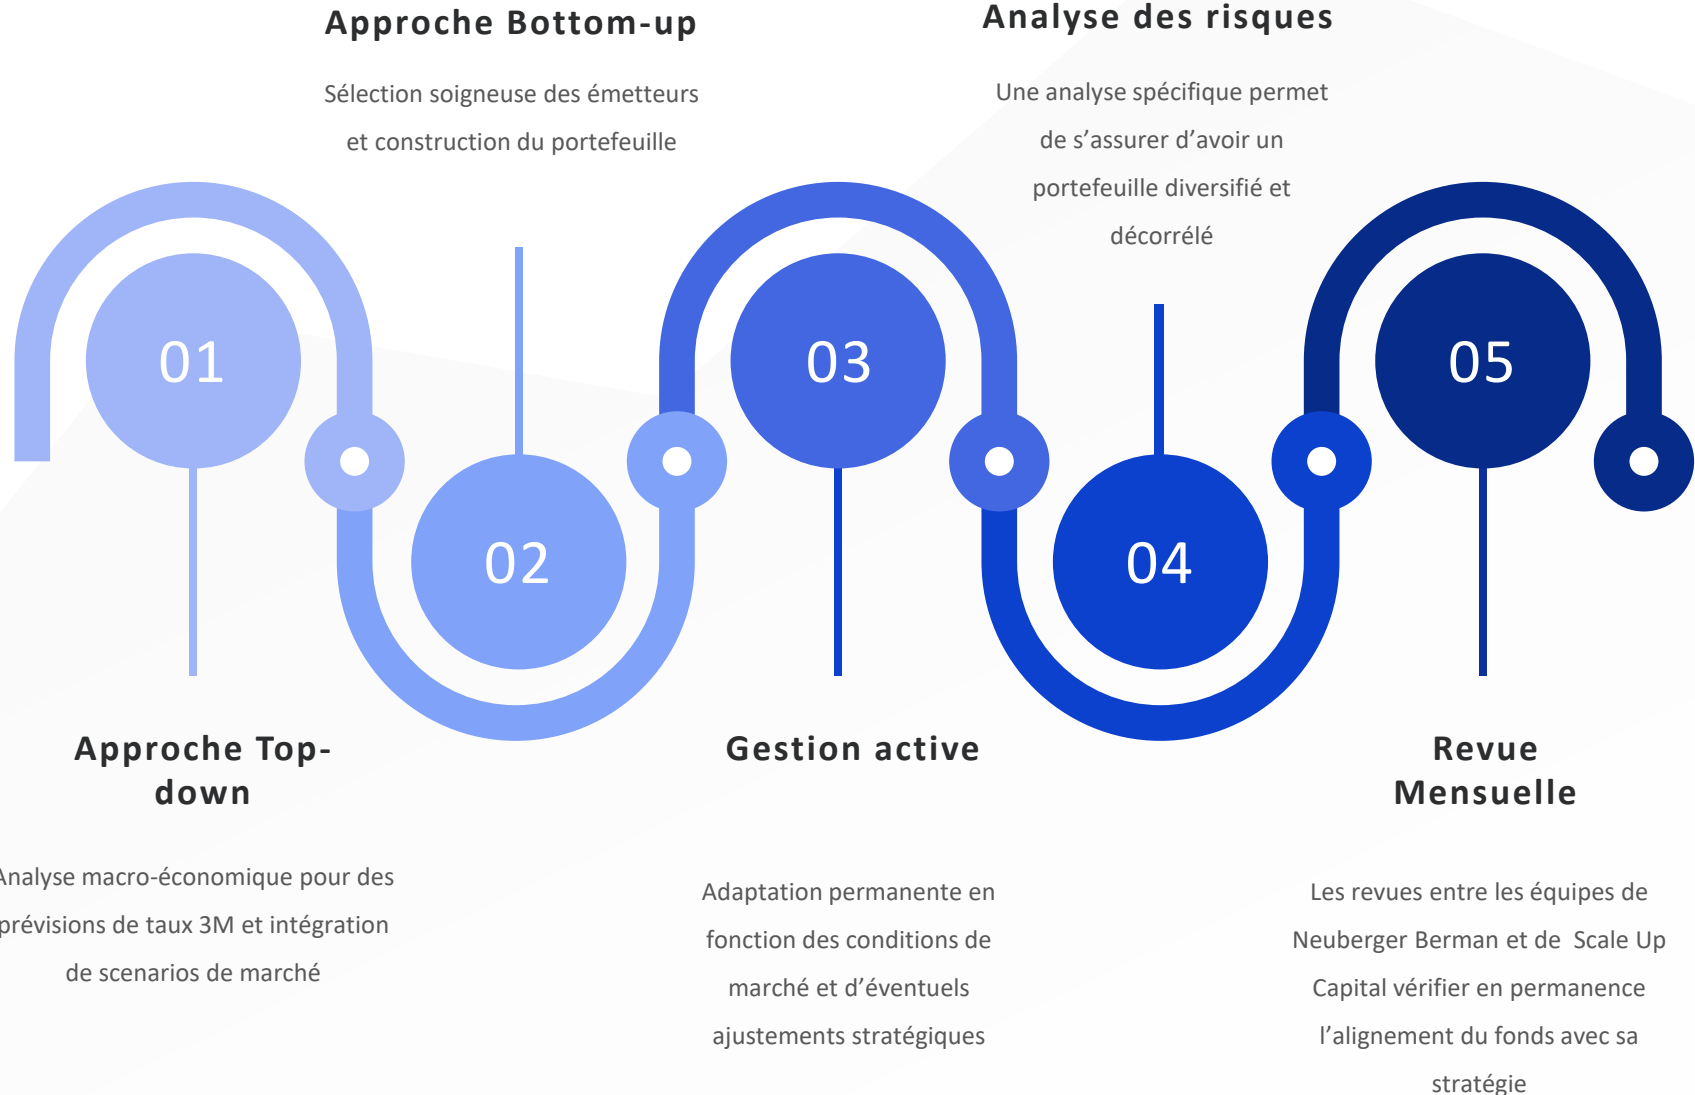 Approche Bottom-up
Sélection soigneuse des émetteurs
et construction du portefeuille
Analyse des risques
Une analyse spécifique permet
de s’assurer d’avoir un
portefeuille diversifié et
décorrélé
01
02
03
04
05
Approche Top-
down
Analyse macro-économique pour des
prévisions de taux 3M et intégration
de scenarios de marché
Gestion active
Adaptation permanente en
fonction des conditions de
marché et d’éventuels
ajustements stratégiques
Revue
Mensuelle
Les revues entre les équipes de
Neuberger Berman et de Scale Up
Capital vérifier en permanence
l’alignement du fonds avec sa
stratégie